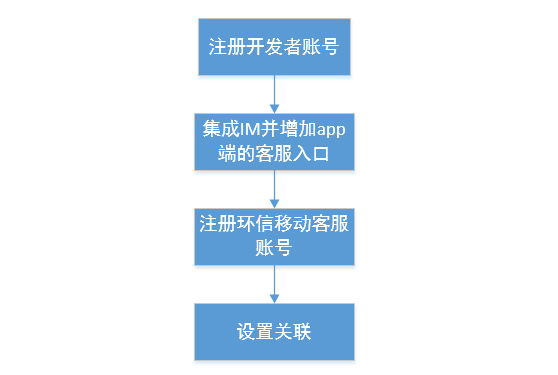 注册开发者账号
集成IM并增加app
端的客服入口
注册环信移动客服
账号
设置关联